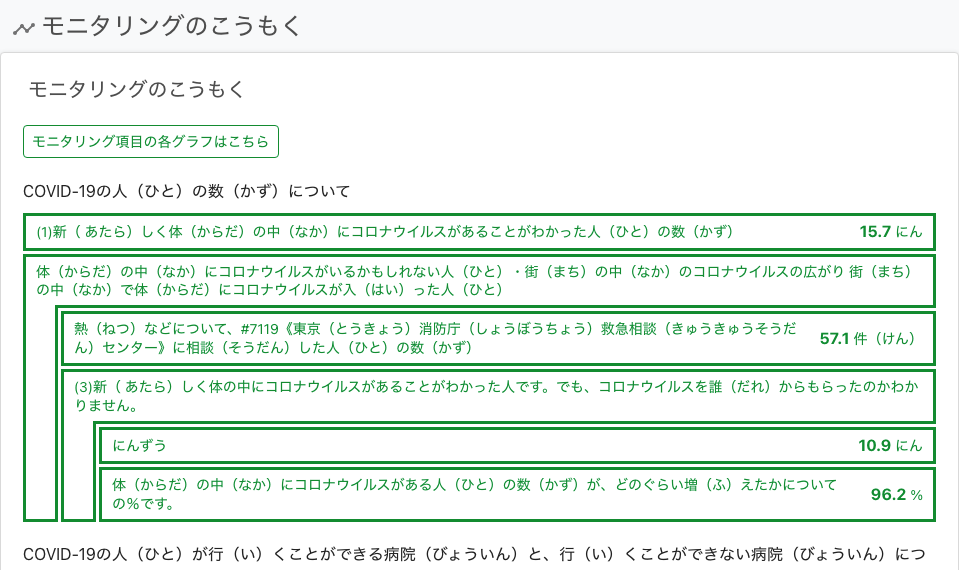 モニタリングのこうもく
モニタリングのこうもく
モニタリング項目の各グラフはこちら
COVID-19の人（ひと）の数（かず）について
(1)新（ あたら）しく体（からだ）の中（なか）にコロナウイルスがあることがわかった人（ひと）の数（かず） 15.7 にん
体（からだ）の中（なか）にコロナウイルスがいるかもしれない人（ひと）・街（まち）の中（なか）のコロナウイルスの広がり 街（まち）
の中（なか）で体（からだ）にコロナウイルスが入（はい）った人（ひと）
熱（ねつ）などについて、#7119《東京（とうきょう）消防庁（しょうぼうちょう）救急相談（きゅうきゅうそうだ
ん）センター》に相談（そうだん）した人（ひと）の数（かず） 57.1 件（けん）
(3)新（ あたら）しく体の中にコロナウイルスがあることがわかった人です。でも、コロナウイルスを誰（だれ）からもらったのかわか
りません。
にんずう 10.9 にん
体（からだ）の中（なか）にコロナウイルスがある人（ひと）の数（かず）が、どのぐらい増（ふ）えたかについて
の％です。 96.2 %
COVID-19の人（ひと）が行（い）くことができる病院（びょういん）と、行（い）くことができない病院（びょういん）につ